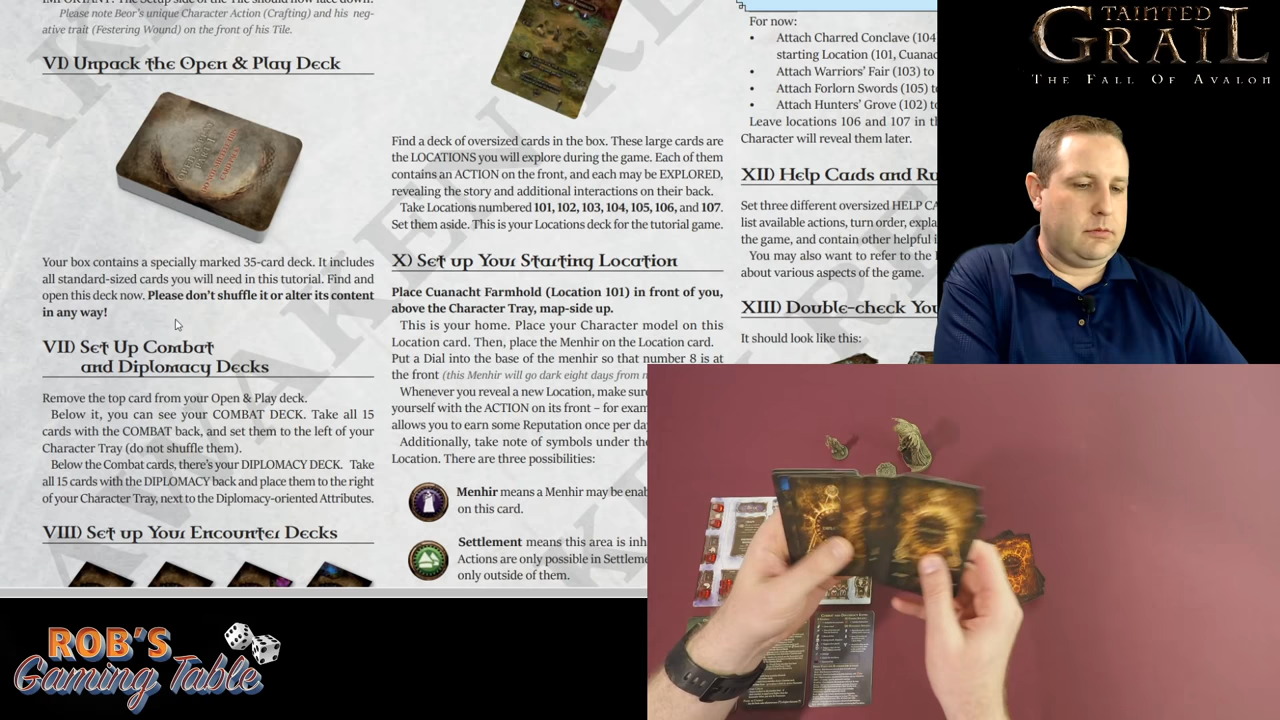 IMPORTANT: The Setup side of the Tile should now face down!
Please note Beor's unique Character Action (Crafting) and his neg-
ative trait (Festering Wound) on the front of his Tile.
VI) Unpack the Open & Play Deck
Your box contains a specially marked 35-card deck. It includes
all standard-sized cards you will need in this tutorial. Find and
open this deck now. Please don't shuffle it or alter its content
in any way!
VII) Set Up Combat
and Diplomacy Decks
Remove the top card from your Open & Play deck.
Below it, you can see your COMBAT DECK. Take all 15
cards with the COMBAT back, and set them to the left of your
Character Tray (do not shuffle them).
Below the Combat cards, there's your DIPLOMACY DECK. Take
all 15 cards with the DIPLOMACY back and place them to the right
of your Character Tray, next to the Diplomacy-oriented Attributes.
VIII) Set up Your Encounter Decks
Find a deck of oversized cards in the box. These large cards are
the LOCATIONS you will explore during the game. Each of them
contains an ACTION on the front, and each may be EXPLORED,
revealing the story and additional interactions on their back.
Take Locations numbered 101, 102, 103, 104, 105, 106, and 107.
Set them aside. This is your Locations deck for the tutorial game.
X) Set up Your Starting Location
Place Cuanacht Farmhold (Location 101) in front of you,
above the Character Tray, map-side up.
This is your home. Place your Character model on this
Location card. Then, place the Menhir on the Location card.
Put a Dial into the base of the menhir so that number 8 is at
the front (this Menhir will go dark eight days from n
Whenever you reveal a new Location, make sure
yourself with the ACTION on its front – for exam
allows you to earn some Reputation once per da
Additionally, take note of symbols under the
Location. There are three possibilities:
Menhir means a Menhir may be enab
on this card.
Settlement means this area is inh
Actions are only possible in Settleme
only outside of them.
For now:
• Attach Charred Conclave (104
starting Location (101, Cuanac
• Attach Warriors' Fair (103) to
• Attach Forlorn Swords (105) t
• Attach Hunters' Grove (102) t
Leave locations 106 and 107 in th
Character will reveal them later.
XII) Help Cards and Ru
Set three different oversized HELP CA
list available actions, turn order, expla
the game, and contain other helpful i
You may also want to refer to the
about various aspects of the game.
XIII) Double-check You
It should look like this:
TAINTED
GRAIL
THE FALL OF AVALON
ROB'S
Gaming Table